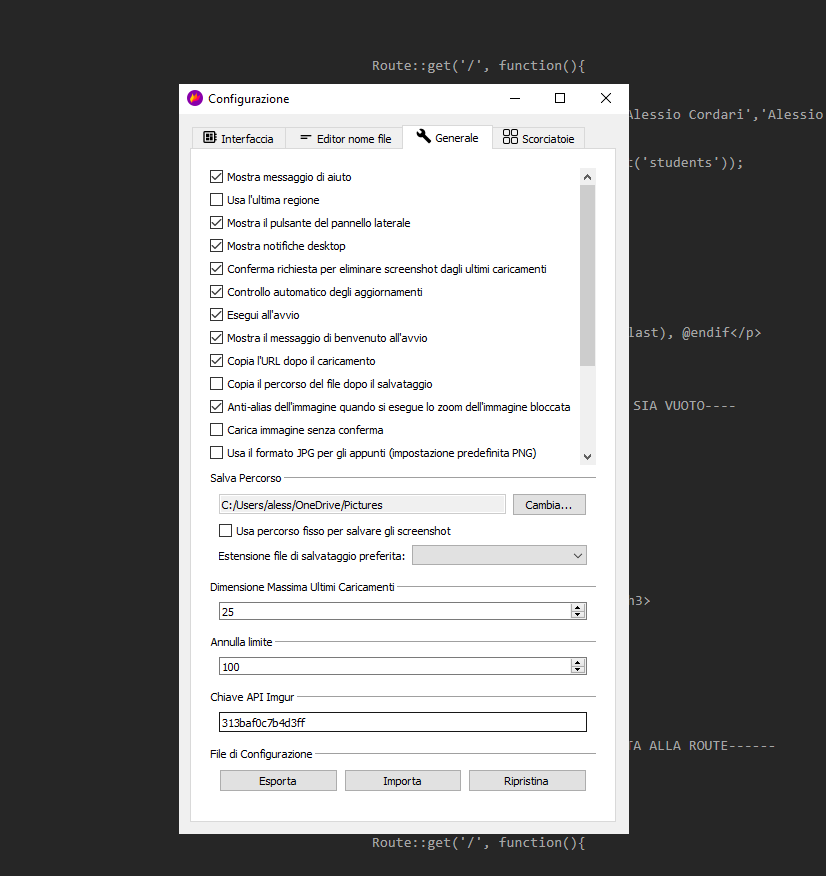 Route::get('/', function(){
Configurazione
Alessio Cordari','Alessio
Interfaccia
Editor nome file
Generale
Scorciatoie
('students'));
Mostra messaggio di aiuto
Usa l'ultima regione
Mostra il pulsante del pannello laterale
Mostra notifiche desktop
Conferma richiesta per eliminare screenshot dagli ultimi caricamenti
Controllo automatico degli aggiornamenti
Esegui all'avvio
last), @endif</p>
Mostra il messaggio di benvenuto all'avvio
Copia l'URL dopo il caricamento
Copia il percorso del file dopo il salvataggio
Anti-alias dell'immagine quando si esegue lo zoom dell'immagine bloccata
SIA VUOTO----
Carica immagine senza conferma
Usa il formato JPG per gli appunti (impostazione predefinita PNG)
Salva Percorso
C:/Users/aless/OneDrive/Pictures
Cambia...
Usa percorso fisso per salvare gli screenshot
Estensione file di salvataggio preferita:
Dimensione Massima Ultimi Caricamenti
h3>
25
Annulla limite
100
Chiave API Imgur
313baf0c7b4d3ff
TA ALLA ROUTE------
File di Configurazione
Esporta
Importa
Ripristina
Route::get('/', function(){